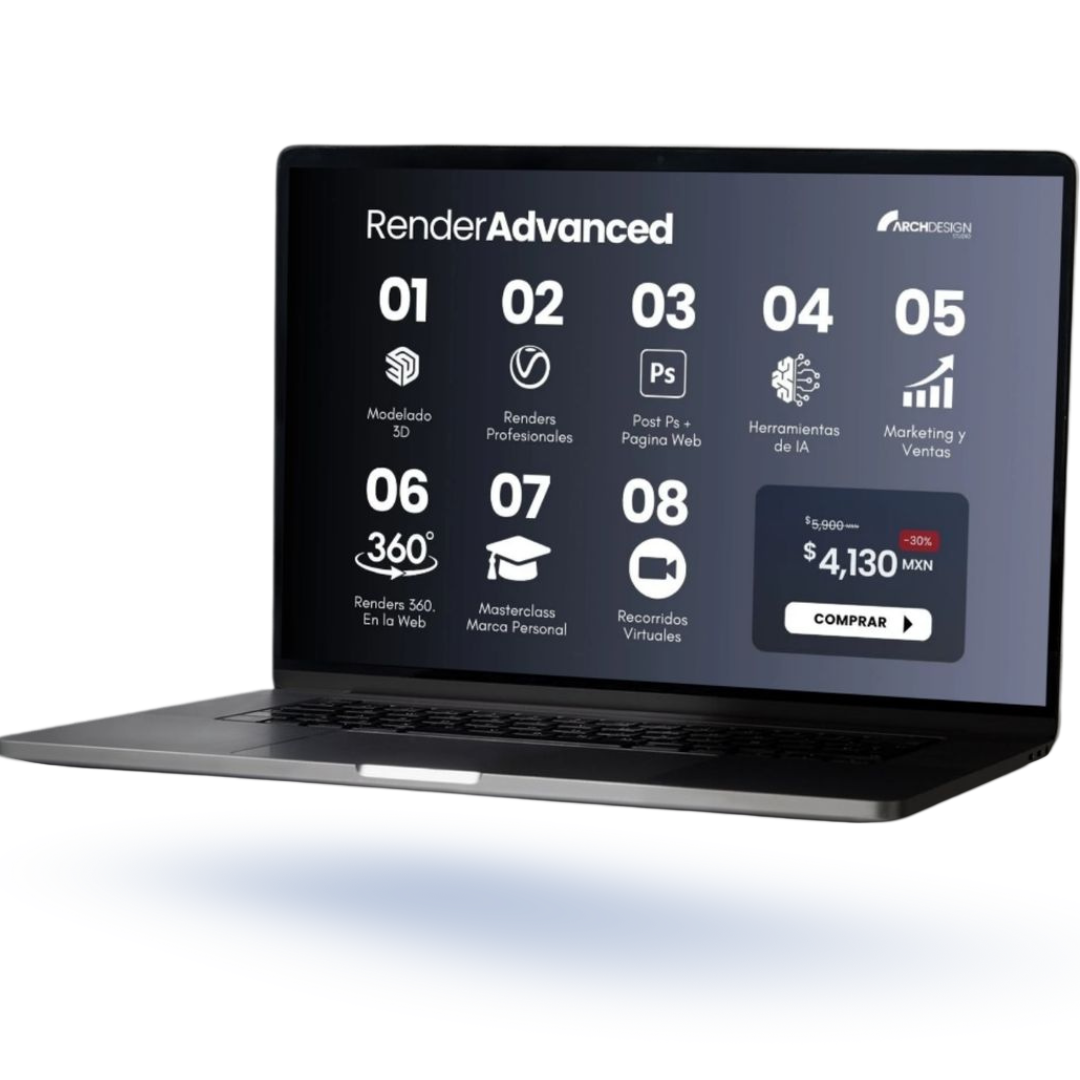 RenderAdvanced
ARCHDESIGN
STUDIO
01
02
03
04
05
Ps
Modelado
3D
Renders
Profesionales
Post Ps +
Pagina Web
Herramientas
de IA
Marketing y
Ventas
06
07
08
360°
Renders 360.
En la Web
Masterclass
Marca Personal
Recorridos
Virtuales
$5,900 MXN
-30%
$4,130 MXN
COMPRAR